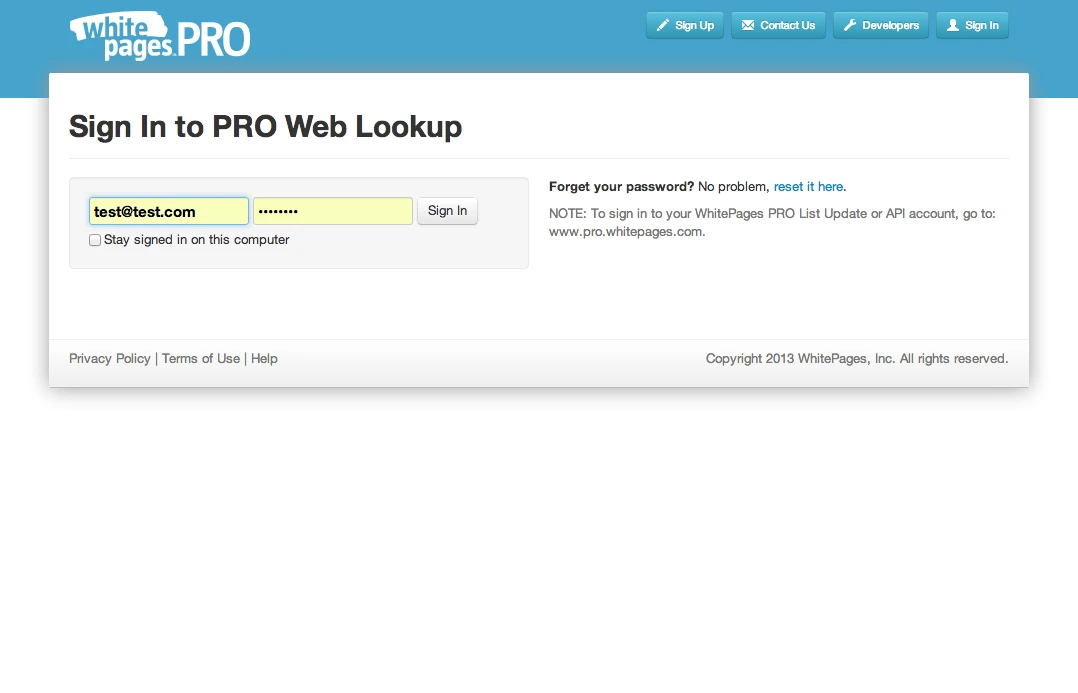 white pages.PRO
Sign Up
Contact Us
Developers
Sign In
Sign In to PRO Web Lookup
test@test.com
••••••••
Sign In
Stay signed in on this computer
Forget your password? No problem, reset it here.
NOTE: To sign in to your WhitePages PRO List Update or API account, go to:
www.pro.whitepages.com.
Privacy Policy | Terms of Use | Help
Copyright 2013 WhitePages, Inc. All rights reserved.